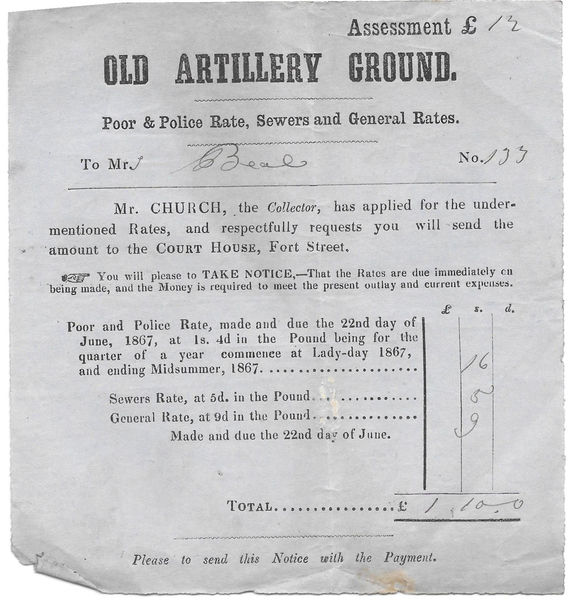 Assessment £ 12
OLD ARTILLERY GROUND.
Poor & Police Rate, Sewers and General Rates.
To Mr.s C Beal No. 133
Mr. CHURCH, the Collector, has applied for the under-
mentioned Rates, and respectfully requests you will send the
amount to the COURT HOUSE, Fort Street.
☞ You will please to TAKE NOTICE,—That the Rates are due immediately on
being made, and the Money is required to meet the present outlay and current expenses.
£ s. d.
Poor and Police Rate, made and due the 22nd day of
June, 1867, at 1s. 4d in the Pound being for the
quarter of a year commence at Lady-day 1867,
and ending Midsummer, 1867.................... 16
Sewers Rate, at 5d. in the Pound............... 5
General Rate, at 9d in the Pound............... 9
Made and due the 22nd day of June.
TOTAL................£ 1.10.0
Please to send this Notice with the Payment.